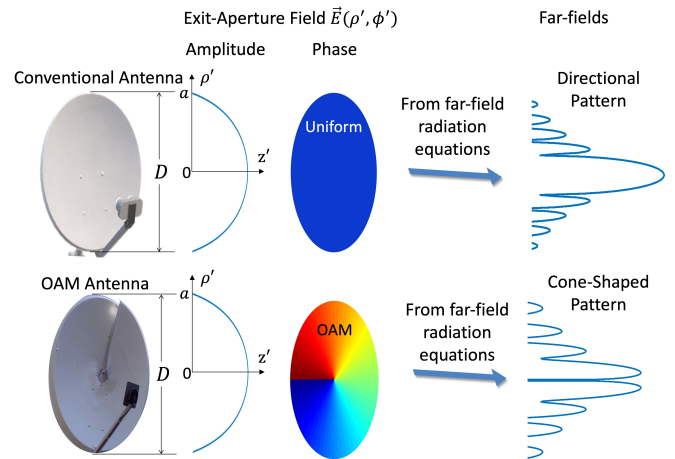 Exit-Aperture Field E⃗(ρ′,ϕ′)
Far-fields
Amplitude
Phase
Conventional Antenna
ρ′
a
D
0
z′
Uniform
From far-field
radiation
equations
Directional
Pattern
OAM Antenna
ρ′
a
D
0
z′
OAM
From far-field
radiation
equations
Cone-Shaped
Pattern